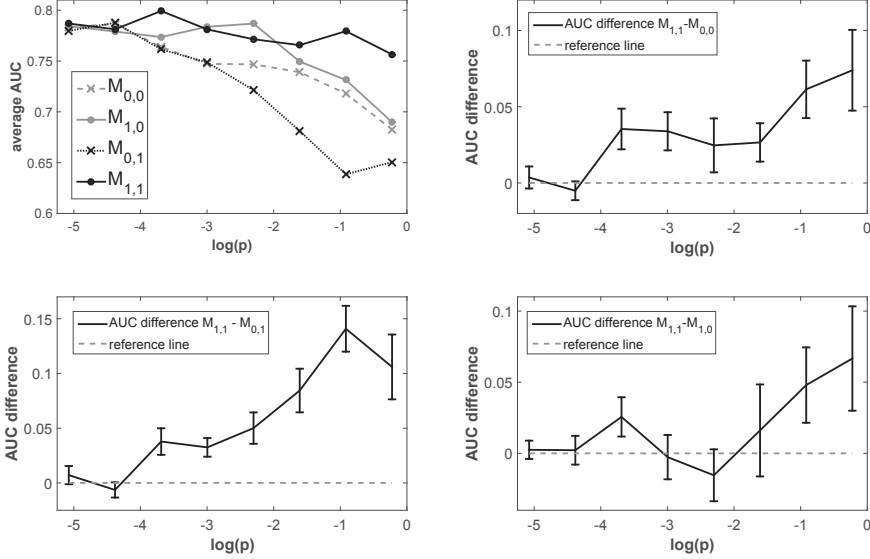 0.8
0.75
0.7
0.65
0.6
average AUC
M0,0
M1,0
M0,1
M1,1
-5 -4 -3 -2 -1 0
log(p)
0.1
0.05
0
AUC difference
AUC difference M1,1-M0,0
reference line
-5 -4 -3 -2 -1 0
log(p)
0.15
0.1
0.05
0
AUC difference
AUC difference M1,1 - M0,1
reference line
-5 -4 -3 -2 -1 0
log(p)
0.1
0.05
0
AUC difference
AUC difference M1,1-M1,0
reference line
-5 -4 -3 -2 -1 0
log(p)